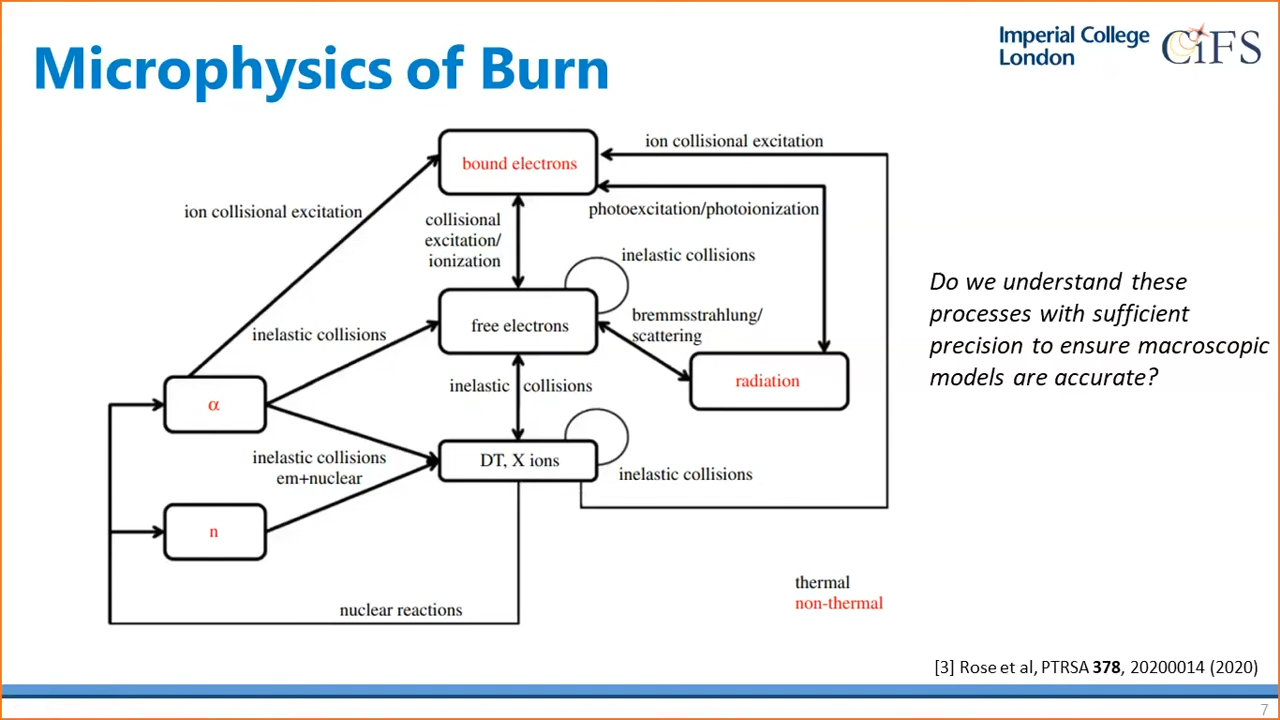 Microphysics of Burn
Imperial College
London
CiFS
bound electrons
ion collisional excitation
ion collisional excitation
photoexcitation/photoionization
collisional
excitation/
ionization
inelastic collisions
free electrons
bremmsstrahlung/
scattering
inelastic collisions
radiation
inelastic collisions
α
inelastic collisions
em+nuclear
DT, X ions
inelastic collisions
n
nuclear reactions
thermal
non-thermal
Do we understand these
processes with sufficient
precision to ensure macroscopic
models are accurate?
[3] Rose et al, PTRSA 378, 20200014 (2020)
7